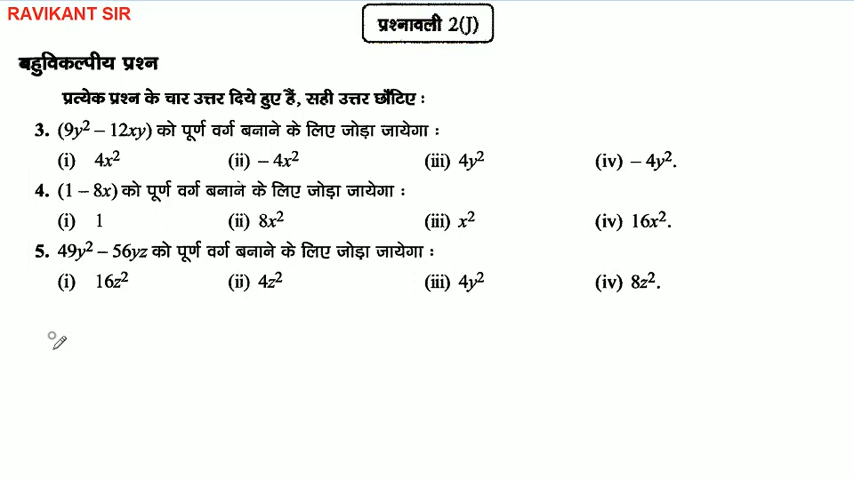 RAVIKANT SIR
प्रश्नावली 2(J)
बहुविकल्पीय प्रश्न
प्रत्येक प्रश्न के चार उत्तर दिये हुए हैं, सही उत्तर छाँटिए :
3. (9y² – 12xy) को पूर्ण वर्ग बनाने के लिए जोड़ा जायेगा :
(i) 4x² (ii) – 4x² (iii) 4y² (iv) – 4y².
4. (1 – 8x) को पूर्ण वर्ग बनाने के लिए जोड़ा जायेगा :
(i) 1 (ii) 8x² (iii) x² (iv) 16x².
5. 49y² – 56yz को पूर्ण वर्ग बनाने के लिए जोड़ा जायेगा :
(i) 16z² (ii) 4z² (iii) 4y² (iv) 8z².